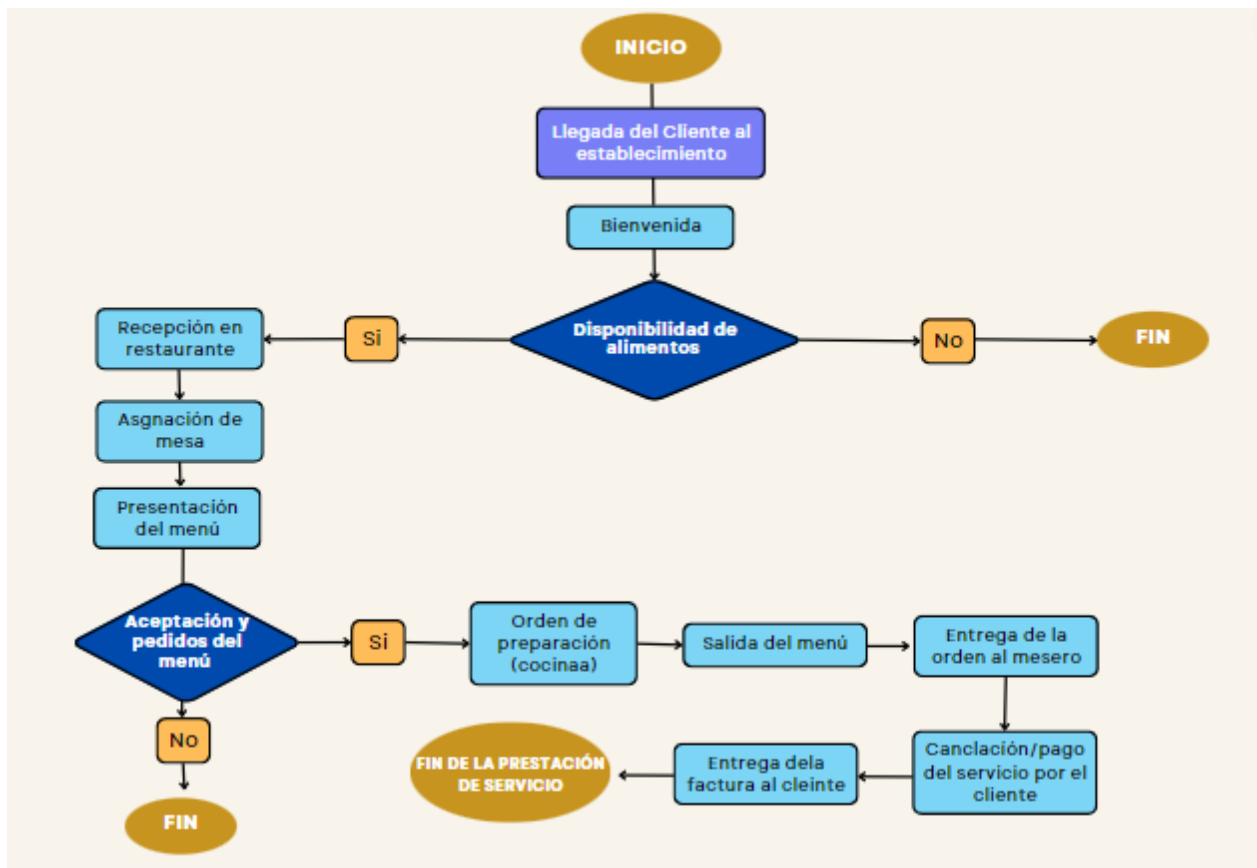 INICIO
Llegada del Cliente al
establecimiento
Bienvenida
Disponibilidad de
alimentos
Si
No
FIN
Recepción en
restaurante
Asgnación de
mesa
Presentación
del menú
Aceptación y
pedidos del
menú
Si
Orden de
preparación
(cocinaa)
Salida del menú
Entrega de la
orden al mesero
No
FIN
Canclación/pago
del servicio por el
cliente
Entrega dela
factura al cleinte
FIN DE LA PRESTACIÓN
DE SERVICIO